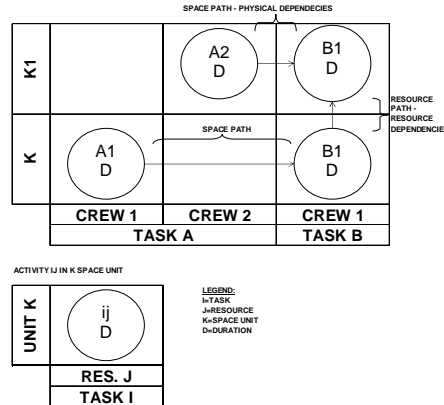 SPACE PATH - PHYSICAL DEPENDECIES
K1
A2
D
B1
D
RESOURCE
PATH -
RESOURCE
DEPENDENCIE
SPACE PATH
K
A1
D
B1
D
CREW 1 CREW 2 CREW 1
TASK A TASK B
ACTIVITY IJ IN K SPACE UNIT
UNIT K
ij
D
LEGENG:
I=TASK
J=RESOURCE
K=SPACE UNIT
D=DURATION
RES. J
TASK I